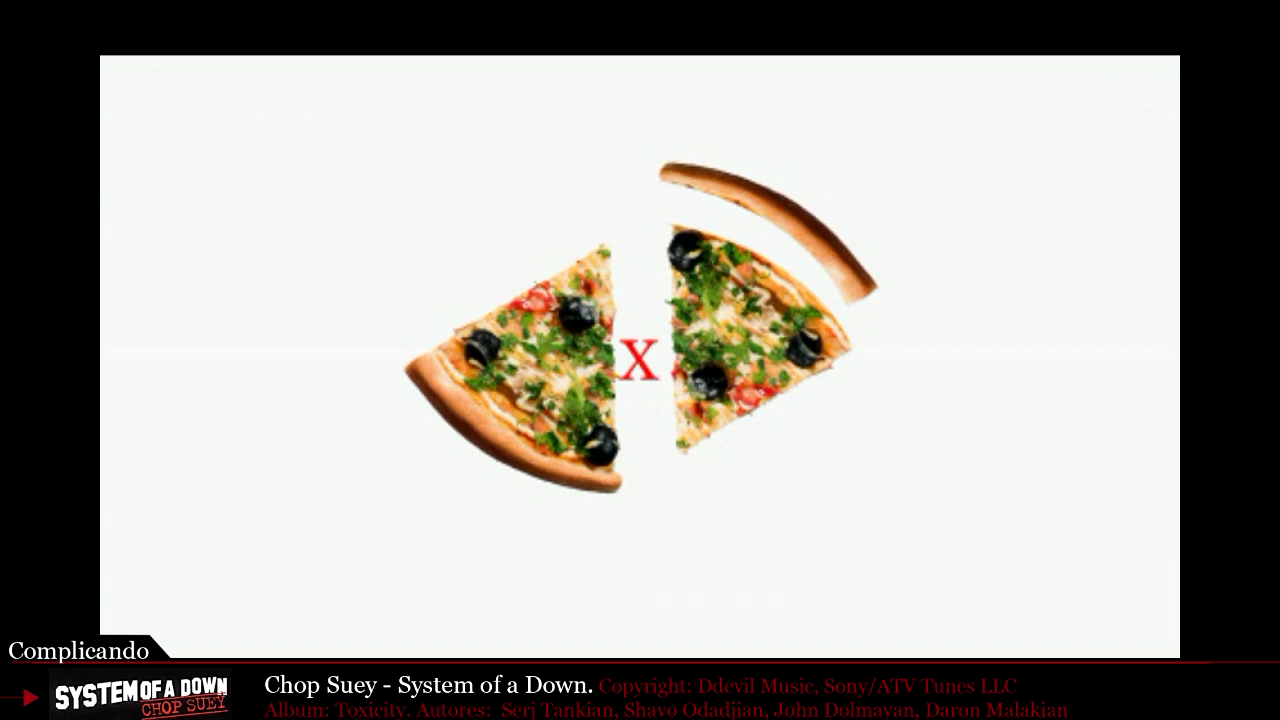 X
Complicando
SYSTEM OF A DOWN
CHOP SUEY
Chop Suey - System of a Down. Copyright: Ddevil Music, Sony/ATV Tunes LLC
Album: Toxicity. Autores: Serj Tankian, Shavo Odadjian, John Dolmayan, Daron Malakian